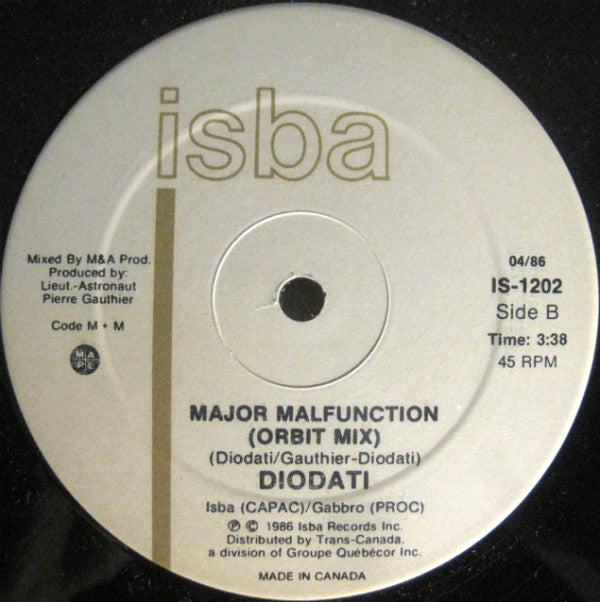 isba
Mixed By M&A Prod.
Produced by:
Lieut.-Astronaut
Pierre Gauthier
Code M + M
M A
P L
04/86
IS-1202
Side B
Time: 3:38
45 RPM
MAJOR MALFUNCTION
(ORBIT MIX)
(Diodati/Gauthier-Diodati)
DIODATI
Isba (CAPAC)/Gabbro (PROC)
℗ © 1986 Isba Records Inc.
Distributed by Trans-Canada.
a division of Groupe Québécor Inc.
MADE IN CANADA